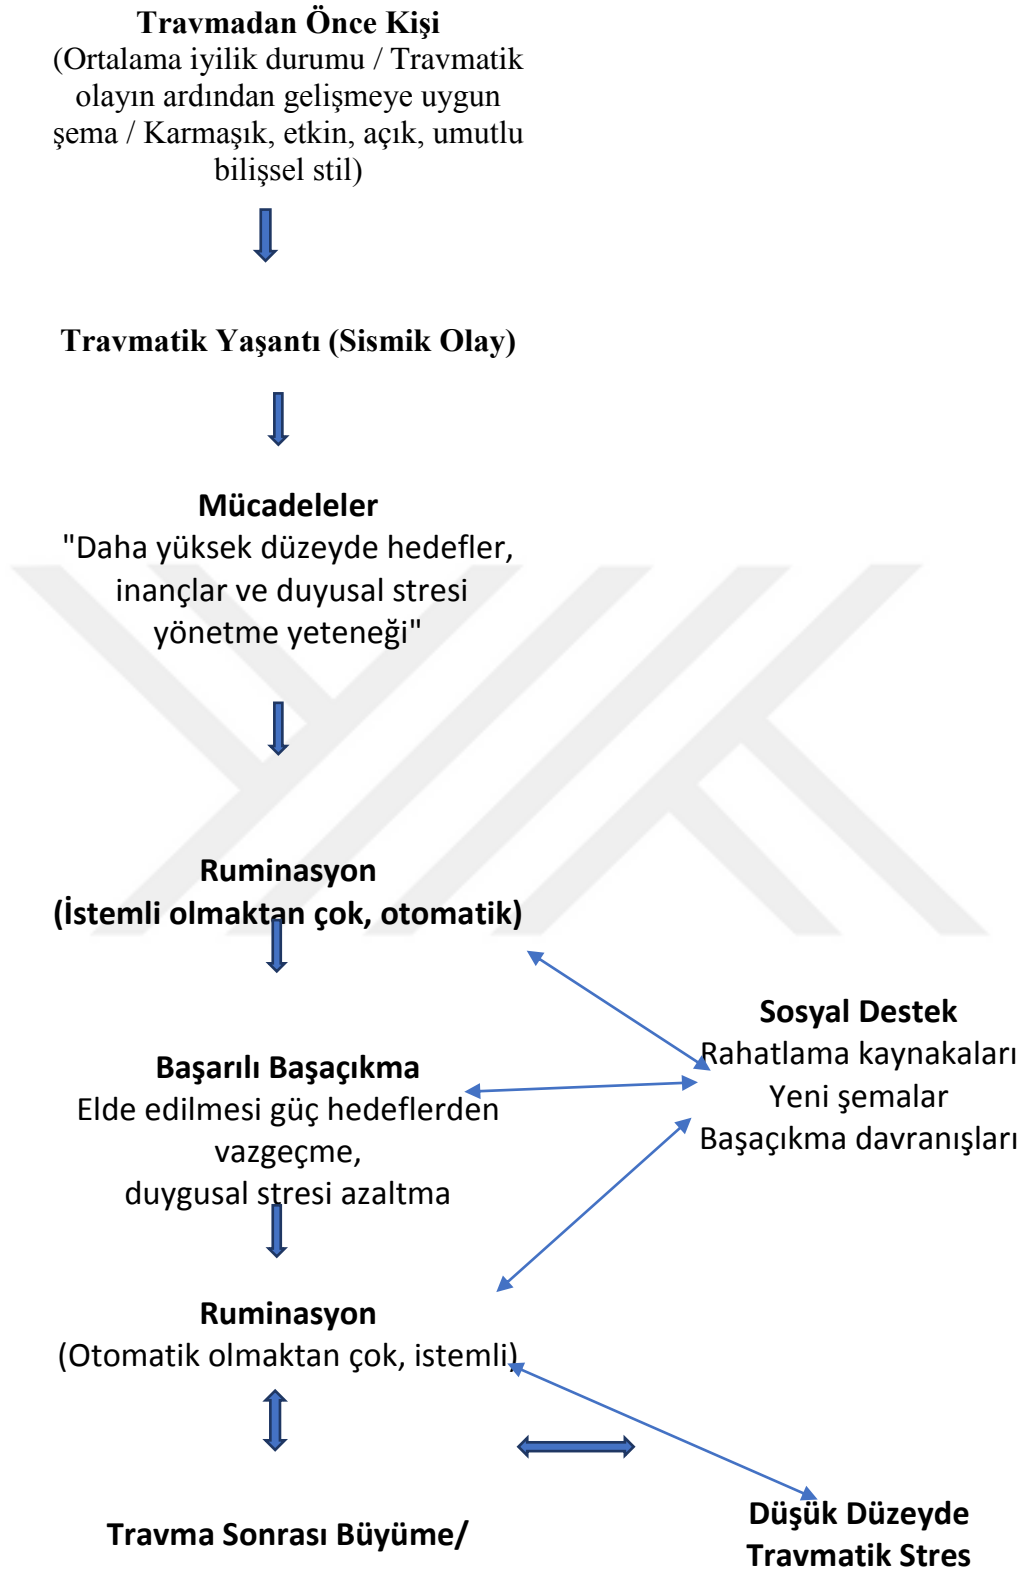 Travmadan Önce Kişi
(Ortalama iyilik durumu / Travmatik
olayın ardından gelişmeye uygun
şema / Karmaşık, etkin, açık, umutlu
bilişsel stil)
Travmatik Yaşantı (Sismik Olay)
Mücadeleler
"Daha yüksek düzeyde hedefler,
inançlar ve duyusal stresi
yönetme yeteneği"
Ruminasyon
(İstemli olmaktan çok, otomatik)
Sosyal Destek
Rahatlama kaynakaları
Yeni şemalar
Başaçıkma davranışları
Başarılı Başaçıkma
Elde edilmesi güç hedeflerden
vazgeçme,
duygusal stresi azaltma
Ruminasyon
(Otomatik olmaktan çok, istemli)
Travma Sonrası Büyüme/
Düşük Düzeyde
Travmatik Stres